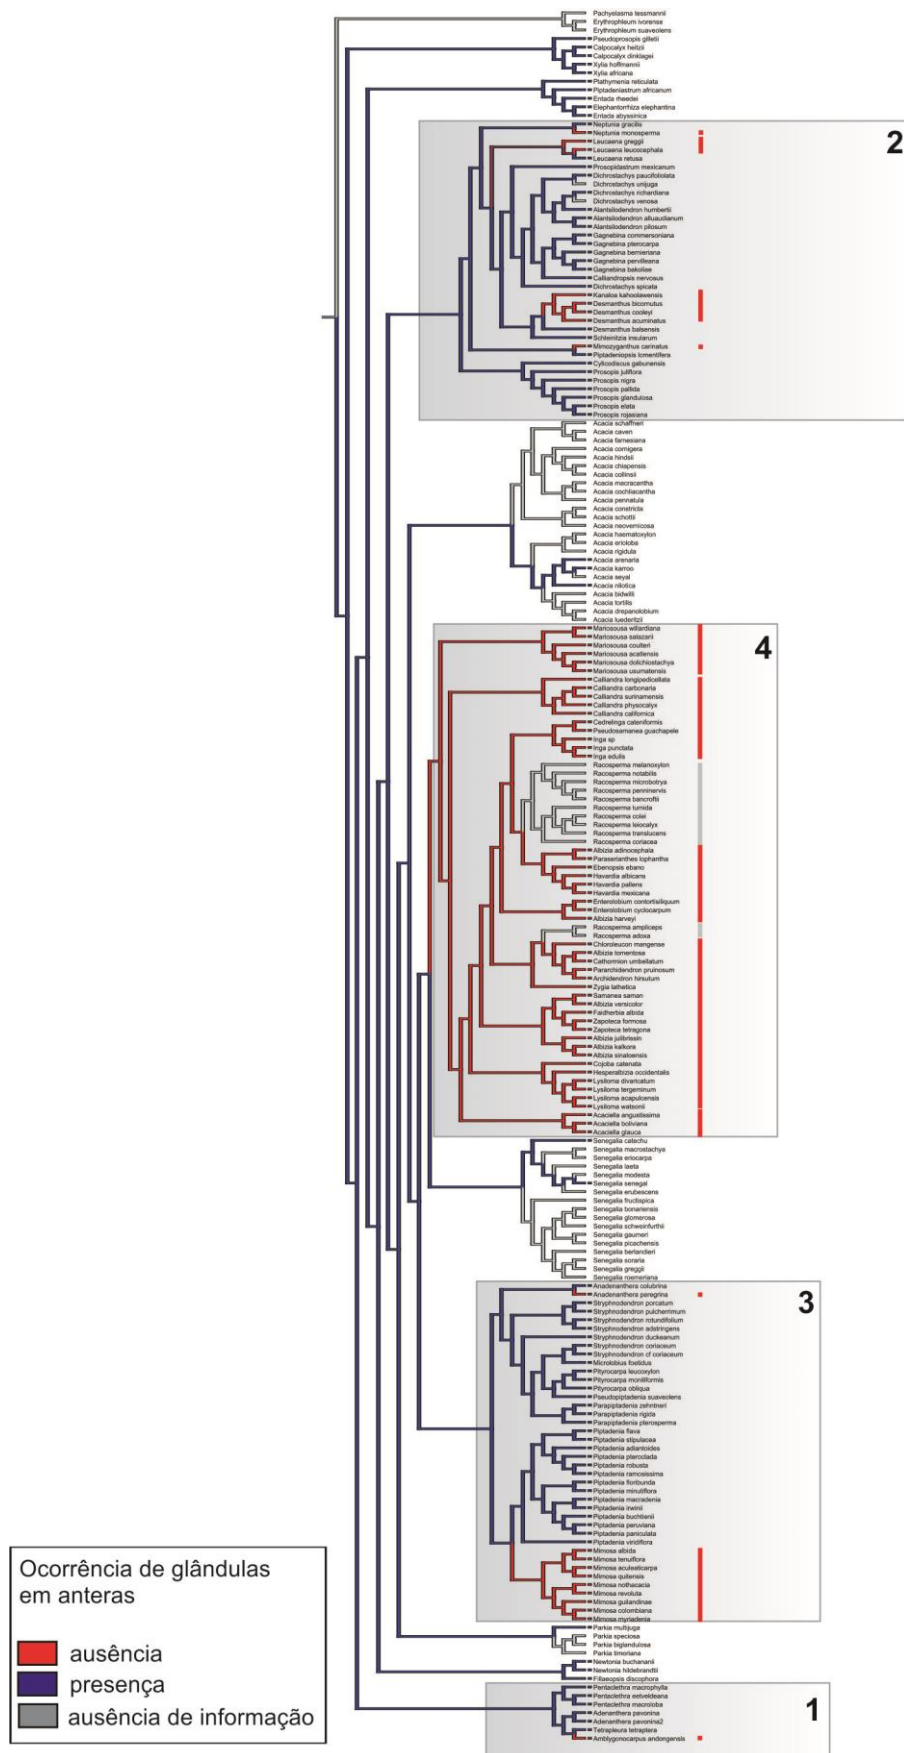 Pachyelasma tessmannii
Erythrophleum ivorense
Erythrophleum suaveolens
Pseudoprosopis gilletii
Calpocalyx heitzii
Calpocalyx dinklagei
Xylia hoffmannii
Xylia africana
Plathymenia reticulata
Piptadeniastrum africanum
Entada rheedei
Elephantorrhiza elephantina
Entada abyssinica
Neptunia gracilis
Neptunia monosperma
2
Leucaena greggii
Leucaena leucocephala
Leucaena retusa
Prosopidastrum mexicanum
Dichrostachys paucifoliolata
Dichrostachys unijuga
Dichrostachys richardiana
Dichrostachys venosa
Alantsilodendron humbertii
Alantsilodendron alluaudianum
Alantsilodendron pilosum
Gagnebina commersoniana
Gagnebina pterocarpa
Gagnebina bernieriana
Gagnebina pervilleana
Gagnebina bakoliae
Calliandropsis nervosus
Dichrostachys spicata
Kanaloa kahoolawensis
Desmanthus bicornutus
Desmanthus cooleyi
Desmanthus acuminatus
Desmanthus balsensis
Schleinitzia insularum
Mimozyganthus carinatus
Piptadeniopsis lomentifera
Cylicodiscus gabunensis
Prosopis juliflora
Prosopis nigra
Prosopis pallida
Prosopis glandulosa
Prosopis elata
Prosopis rojasiana
Acacia schaffneri
Acacia caven
Acacia farnesiana
Acacia cornigera
Acacia hindsii
Acacia chiapensis
Acacia collinsii
Acacia macracantha
Acacia cochliacantha
Acacia pennatula
Acacia constricta
Acacia schottii
Acacia neovernicosa
Acacia haematoxylon
Acacia erioloba
Acacia rigidula
Acacia arenaria
Acacia karroo
Acacia seyal
Acacia nilotica
Acacia bidwilli
Acacia tortilis
Acacia drepanolobium
Acacia luederitzii
Mariosousa willardiana
Mariosousa salazarii
4
Mariosousa coulteri
Mariosousa acatlensis
Mariosousa dolichostachya
Mariosousa usumatensis
Calliandra longipedicellata
Calliandra carbonaria
Calliandra surinamensis
Calliandra physocalyx
Calliandra californica
Cedrelinga cateniformis
Pseudosamanea guachapele
Inga sp
Inga punctata
Inga edulis
Racosperma melanoxylon
Racosperma notabilis
Racosperma microbotrya
Racosperma penninervis
Racosperma bancroftii
Racosperma tumida
Racosperma colei
Racosperma leiocalyx
Racosperma translucens
Racosperma coriacea
Albizia adinocephala
Paraserianthes lophantha
Ebenopsis ebano
Havardia albicans
Havardia pallens
Havardia mexicana
Enterolobium contortisiliquum
Enterolobium cyclocarpum
Albizia harveyi
Racosperma ampliceps
Racosperma adoxa
Chloroleucon mangense
Albizia tomentosa
Cathormion umbellatum
Pararchidendron pruinosum
Archidendron hirsutum
Zygia lathetica
Samanea saman
Albizia versicolor
Faidherbia albida
Zapoteca formosa
Zapoteca tetragona
Albizia julibrissin
Albizia kalkora
Albizia sinaloensis
Cojoba catenata
Hesperalbizia occidentalis
Lysiloma divaricatum
Lysiloma tergeminum
Lysiloma acapulcensis
Lysiloma watsonii
Acaciella angustissima
Acaciella boliviana
Acaciella glauca
Senegalia catechu
Senegalia macrostachya
Senegalia eriocarpa
Senegalia laeta
Senegalia modesta
Senegalia senegal
Senegalia erubescens
Senegalia fructispica
Senegalia bonariensis
Senegalia glomerosa
Senegalia schweinfurthii
Senegalia gaumeri
Senegalia picachensis
Senegalia berlandieri
Senegalia soraria
Senegalia greggii
Senegalia roemeriana
Anadenanthera colubrina
Anadenanthera peregrina
3
Stryphnodendron porcatum
Stryphnodendron pulcherrimum
Stryphnodendron rotundifolium
Stryphnodendron adstringens
Stryphnodendron duckeanum
Stryphnodendron coriaceum
Stryphnodendron cf coriaceum
Microlobius foetidus
Pityrocarpa leucoxylon
Pityrocarpa moniliformis
Pityrocarpa obliqua
Pseudopiptadenia suaveolens
Parapiptadenia zehntneri
Parapiptadenia rigida
Parapiptadenia pterosperma
Piptadenia flava
Piptadenia stipulacea
Piptadenia adiantoides
Piptadenia pteroclada
Piptadenia robusta
Piptadenia ramosissima
Piptadenia floribunda
Piptadenia minutiflora
Piptadenia macradenia
Piptadenia irwinii
Piptadenia buchtienii
Piptadenia peruviana
Piptadenia paniculata
Piptadenia viridiflora
Mimosa albida
Mimosa tenuiflora
Mimosa aculeaticarpa
Mimosa quitensis
Mimosa nothacacia
Mimosa revoluta
Mimosa guilandinae
Mimosa colombiana
Mimosa myriadenia
Parkia multijuga
Parkia speciosa
Parkia biglandulosa
Parkia timoriana
Newtonia buchananii
Newtonia hildebrandtii
Fillaeopsis discophora
Pentaclethra macrophylla
Pentaclethra eetveldeana
Pentaclethra macroloba
1
Adenanthera pavonina
Adenanthera pavonina2
Tetrapleura tetraptera
Amblygonocarpus andongensis
Ocorrência de glândulas
em anteras
ausência
presença
ausência de informação